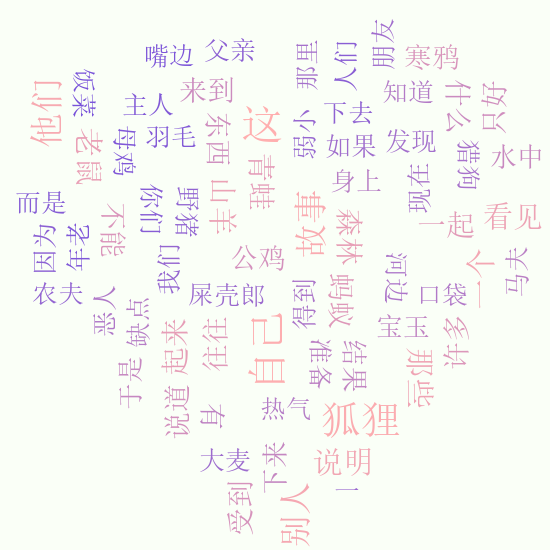 嘴边
父亲
那里
人们
朋友
寒鸦
他们
饭菜
来到
知道
什么
只好
主人
这
下去
弱小
老鼠
母鸡
羽毛
东西
青蛙
如果
发现
猎狗
水中
身上
现在
而是
你们
野猪
山羊
故事
森林
一起
看见
不能
因为
年老
我们
公鸡
河边
一个
马夫
农夫
恶人
缺点
屎壳郎
得到
蚂蚁
口袋
宝玉
许多
于是
起来
往往
自己
准备
结果
那些
说道
有
热气
狐狸
大麦
下来
说明
受到
别人
一